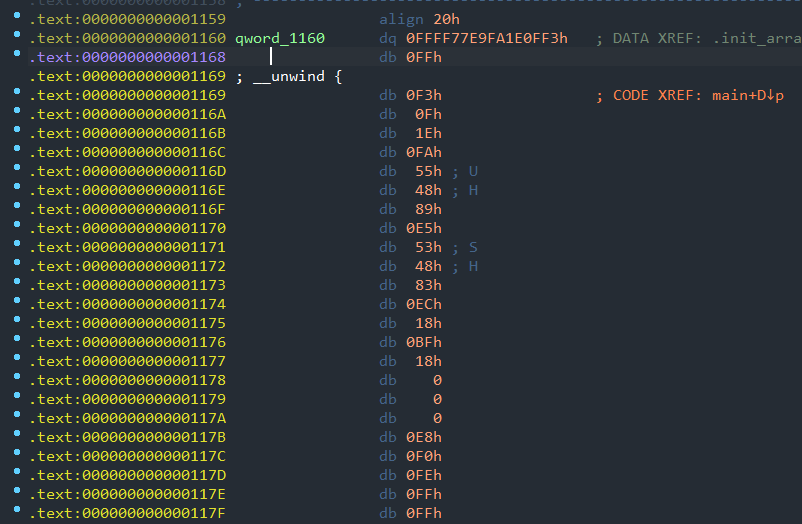 .text:0000000000001158 ; ---------------------------------------------------------------------------
.text:0000000000001159 align 20h
.text:0000000000001160 qword_1160 dq 0FFFF77E9FA1E0FF3h ; DATA XREF: .init_arra
.text:0000000000001168 db 0FFh
.text:0000000000001169 ; __unwind {
.text:0000000000001169 db 0F3h ; CODE XREF: main+D↓p
.text:000000000000116A db 0Fh
.text:000000000000116B db 1Eh
.text:000000000000116C db 0FAh
.text:000000000000116D db 55h ; U
.text:000000000000116E db 48h ; H
.text:000000000000116F db 89h
.text:0000000000001170 db 0E5h
.text:0000000000001171 db 53h ; S
.text:0000000000001172 db 48h ; H
.text:0000000000001173 db 83h
.text:0000000000001174 db 0ECh
.text:0000000000001175 db 18h
.text:0000000000001176 db 0BFh
.text:0000000000001177 db 18h
.text:0000000000001178 db 0
.text:0000000000001179 db 0
.text:000000000000117A db 0
.text:000000000000117B db 0E8h
.text:000000000000117C db 0F0h
.text:000000000000117D db 0FEh
.text:000000000000117E db 0FFh
.text:000000000000117F db 0FFh